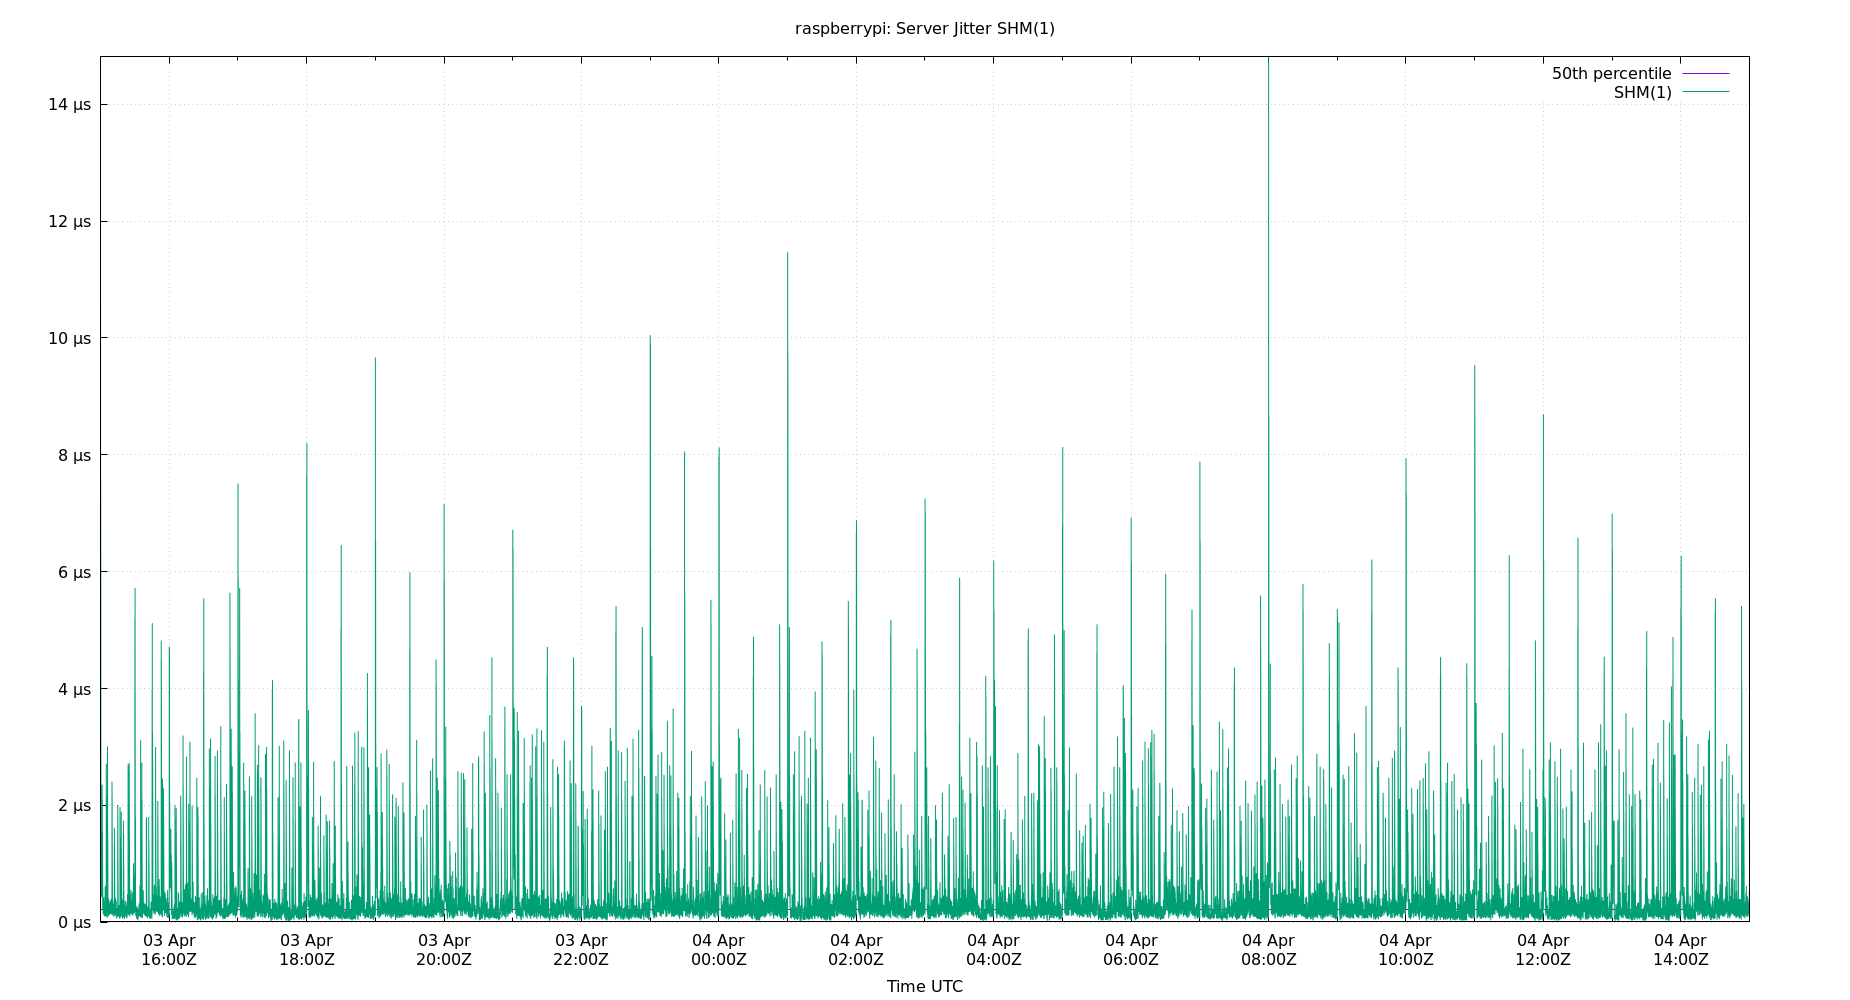 raspberrypi: Server Jitter SHM(1)
50th percentile
SHM(1)
14 µs
12 µs
10 µs
8 µs
6 µs
4 µs
2 µs
0 µs
03 Apr 03 Apr 03 Apr 03 Apr 04 Apr 04 Apr 04 Apr 04 Apr 04 Apr 04 Apr 04 Apr 04 Apr
16:00Z 18:00Z 20:00Z 22:00Z 00:00Z 02:00Z 04:00Z 06:00Z 08:00Z 10:00Z 12:00Z 14:00Z
Time UTC